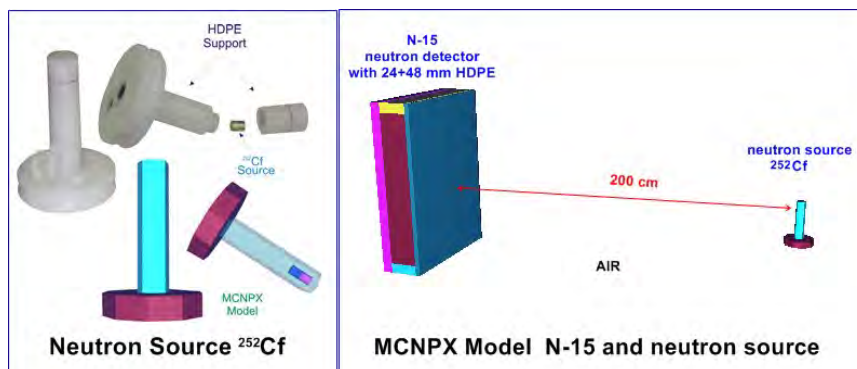 HDPE
Support
²⁵²Cf
Source
MCNPX
Model
Neutron Source ²⁵²Cf
N-15
neutron detector
with 24+48 mm HDPE
neutron source
²⁵²Cf
200 cm
AIR
MCNPX Model N-15 and neutron source